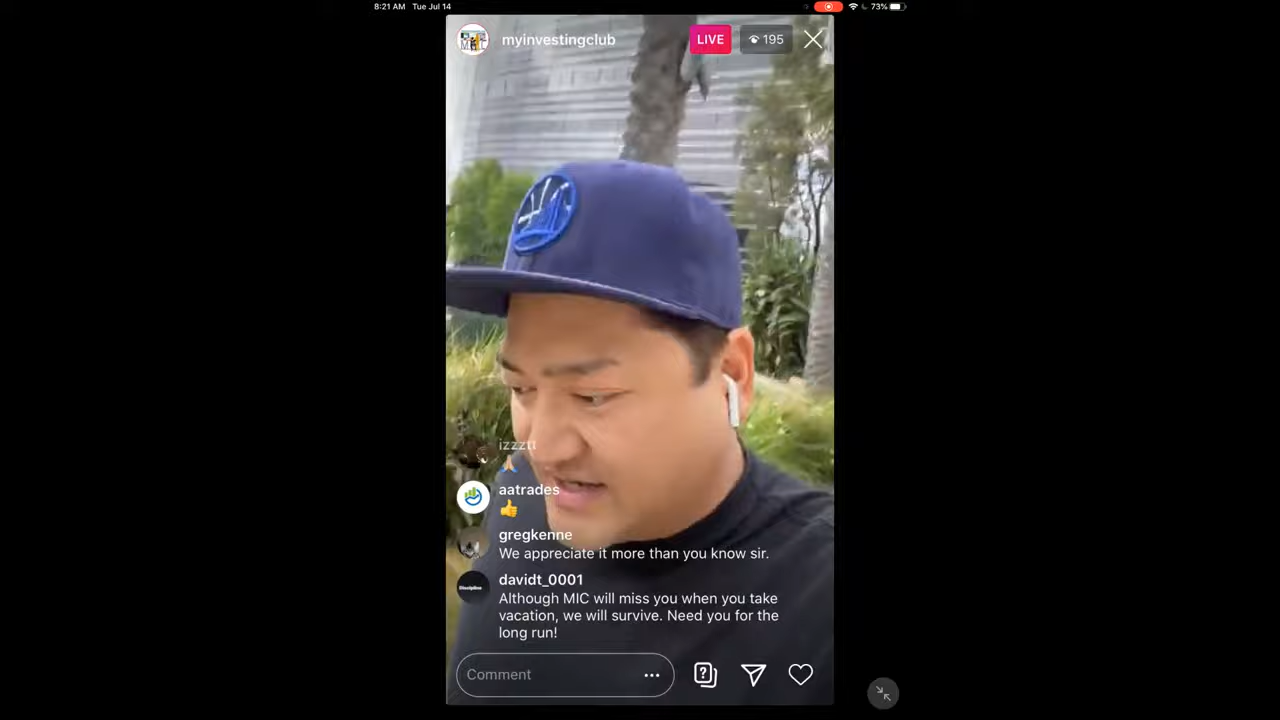 8:21 AM Tue Jul 14
73%
myinvestingclub
LIVE
195
izzztt
🙏🏼
aatrades
👍
gregkenne
We appreciate it more than you know sir.
davidt_0001
Although MIC will miss you when you take
vacation, we will survive. Need you for the
long run!
Comment